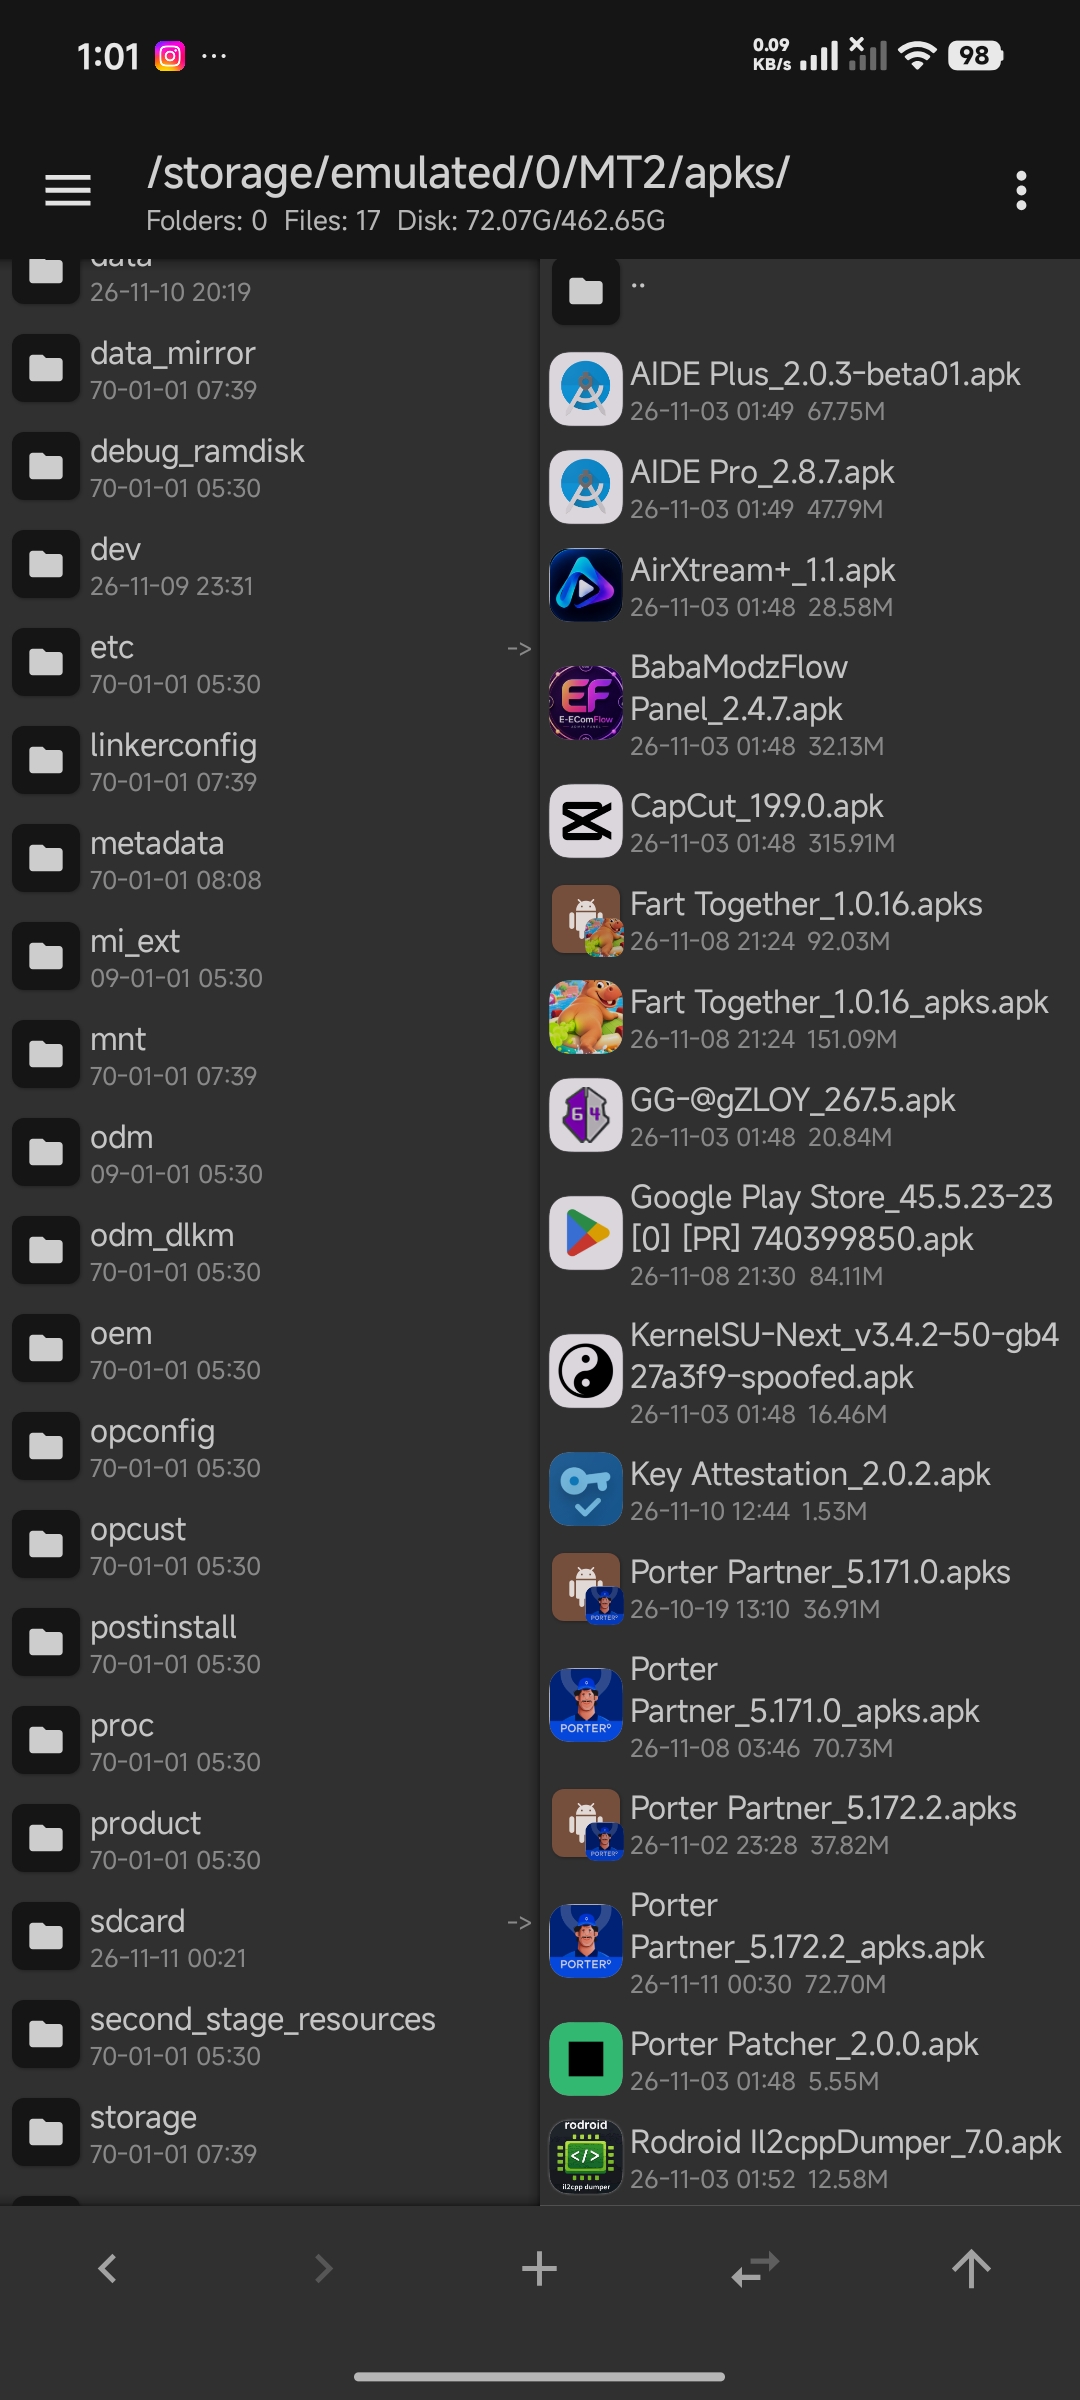 1:01
...
0.09
KB/s
98
/storage/emulated/0/MT2/apks/
Folders: 0 Files: 17 Disk: 72.07G/462.65G
data
26-11-10 20:19
data_mirror
70-01-01 07:39
debug_ramdisk
70-01-01 05:30
dev
26-11-09 23:31
etc
->
70-01-01 05:30
linkerconfig
70-01-01 07:39
metadata
70-01-01 08:08
mi_ext
09-01-01 05:30
mnt
70-01-01 07:39
odm
09-01-01 05:30
odm_dlkm
70-01-01 05:30
oem
70-01-01 05:30
opconfig
70-01-01 05:30
opcust
70-01-01 05:30
postinstall
70-01-01 05:30
proc
70-01-01 05:30
product
70-01-01 05:30
sdcard
->
26-11-11 00:21
second_stage_resources
70-01-01 05:30
storage
70-01-01 07:39
..
AIDE Plus_2.0.3-beta01.apk
26-11-03 01:49 67.75M
AIDE Pro_2.8.7.apk
26-11-03 01:49 47.79M
AirXtream+_1.1.apk
26-11-03 01:48 28.58M
EF
E-EComFlow
BabaModzFlow
Panel_2.4.7.apk
26-11-03 01:48 32.13M
CapCut_19.9.0.apk
26-11-03 01:48 315.91M
Fart Together_1.0.16.apks
26-11-08 21:24 92.03M
Fart Together_1.0.16_apks.apk
26-11-08 21:24 151.09M
64
GG-@gZLOY_267.5.apk
26-11-03 01:48 20.84M
Google Play Store_45.5.23-23
[0] [PR] 740399850.apk
26-11-08 21:30 84.11M
KernelSU-Next_v3.4.2-50-gb4
27a3f9-spoofed.apk
26-11-03 01:48 16.46M
Key Attestation_2.0.2.apk
26-11-10 12:44 1.53M
PORTER
Porter Partner_5.171.0.apks
26-10-19 13:10 36.91M
PORTER
Porter
Partner_5.171.0_apks.apk
26-11-08 03:46 70.73M
PORTER
Porter Partner_5.172.2.apks
26-11-02 23:28 37.82M
PORTER
Porter
Partner_5.172.2_apks.apk
26-11-11 00:30 72.70M
Porter Patcher_2.0.0.apk
26-11-03 01:48 5.55M
rodroid
</>
il2cpp dumper
Rodroid Il2cppDumper_7.0.apk
26-11-03 01:52 12.58M